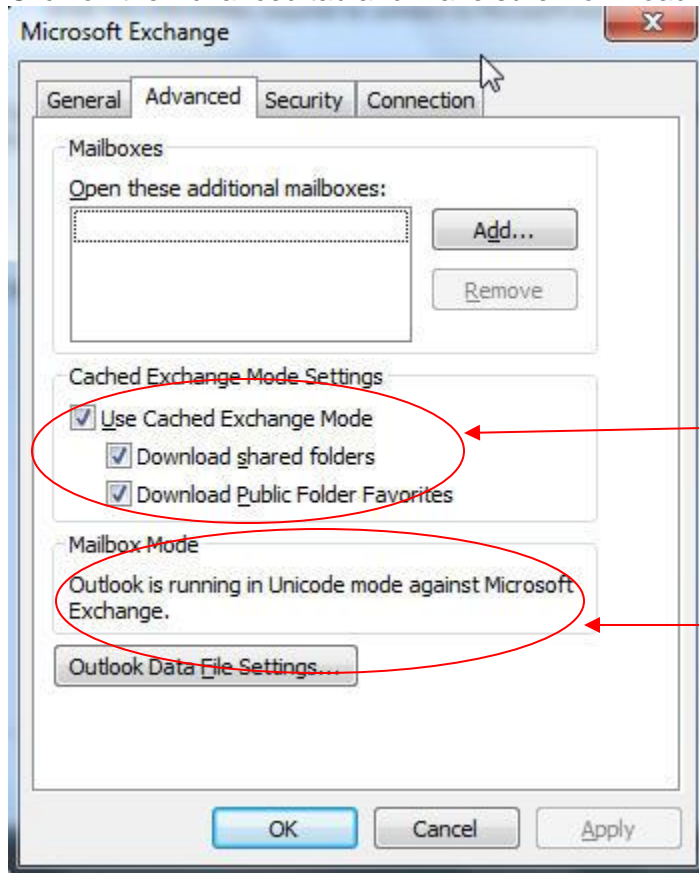 Microsoft Exchange
General Advanced Security Connection
Mailboxes
Open these additional mailboxes:
Add...
Remove
Cached Exchange Mode Settings
Use Cached Exchange Mode
Download shared folders
Download Public Folder Favorites
Mailbox Mode
Outlook is running in Unicode mode against Microsoft
Exchange.
Outlook Data File Settings...
OK Cancel Apply